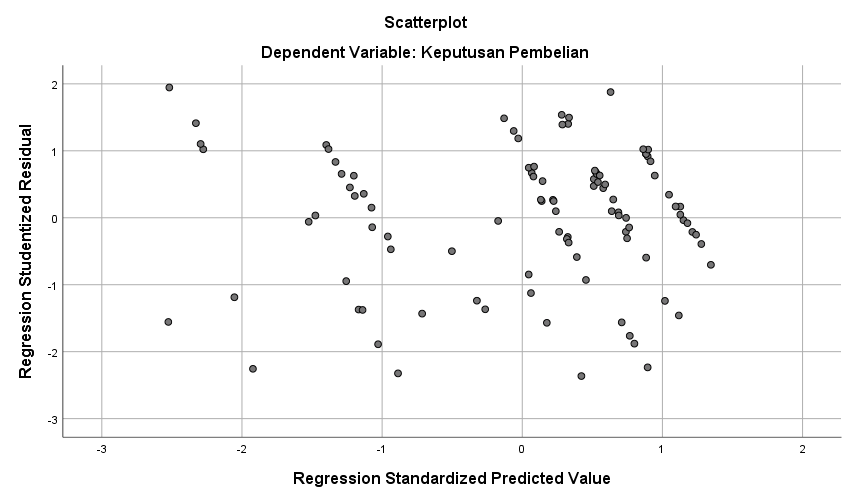 Scatterplot
Dependent Variable: Keputusan Pembelian
Regression Studentized Residual
2
1
0
-1
-2
-3
-3 -2 -1 0 1 2
Regression Standardized Predicted Value